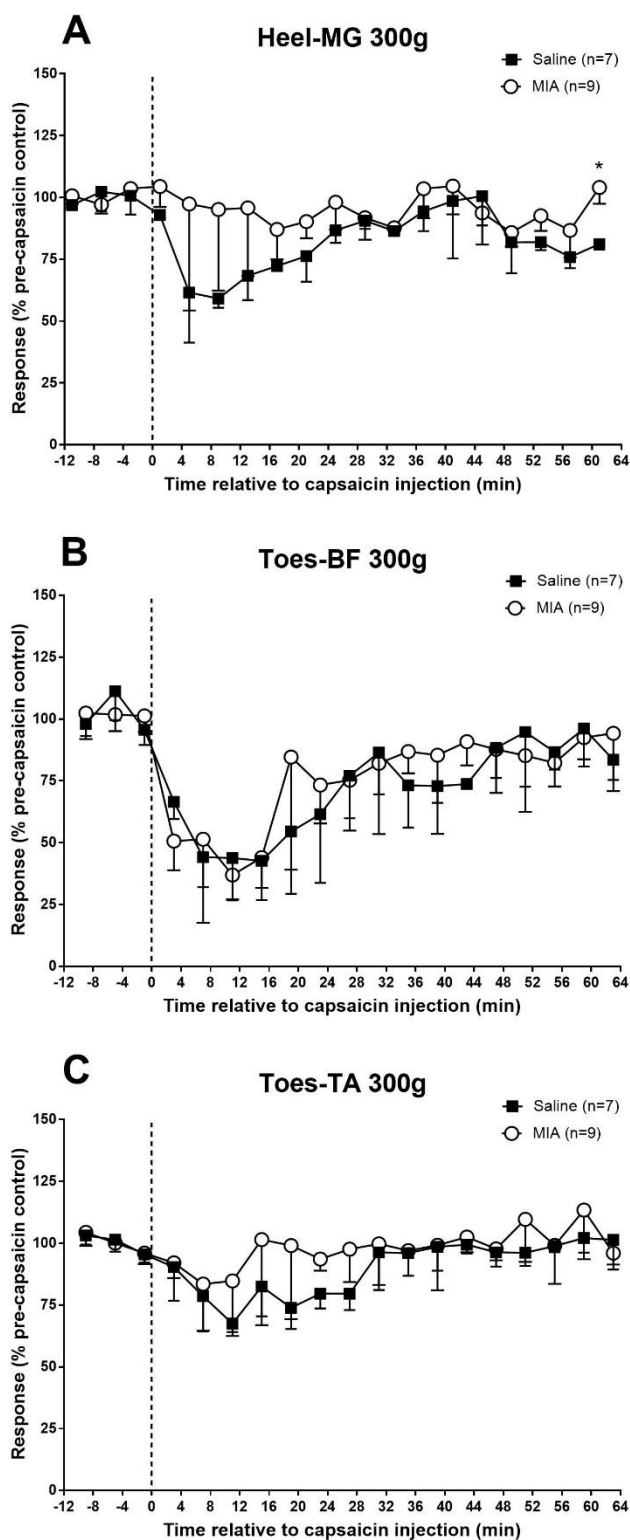 A
Heel-MG 300g
Saline (n=7)
MIA (n=9)
Response (% pre-capsaicin control)
150
125
100
75
50
25
0
*
-12 -8 -4 0 4 8 12 16 20 24 28 32 36 40 44 48 52 56 60 64
Time relative to capsaicin injection (min)
B
Toes-BF 300g
Saline (n=7)
MIA (n=9)
Response (% pre-capsaicin control)
150
125
100
75
50
25
0
-12 -8 -4 0 4 8 12 16 20 24 28 32 36 40 44 48 52 56 60 64
Time relative to capsaicin injection (min)
C
Toes-TA 300g
Saline (n=7)
MIA (n=9)
Response (% pre-capsaicin control)
150
125
100
75
50
25
0
-12 -8 -4 0 4 8 12 16 20 24 28 32 36 40 44 48 52 56 60 64
Time relative to capsaicin injection (min)